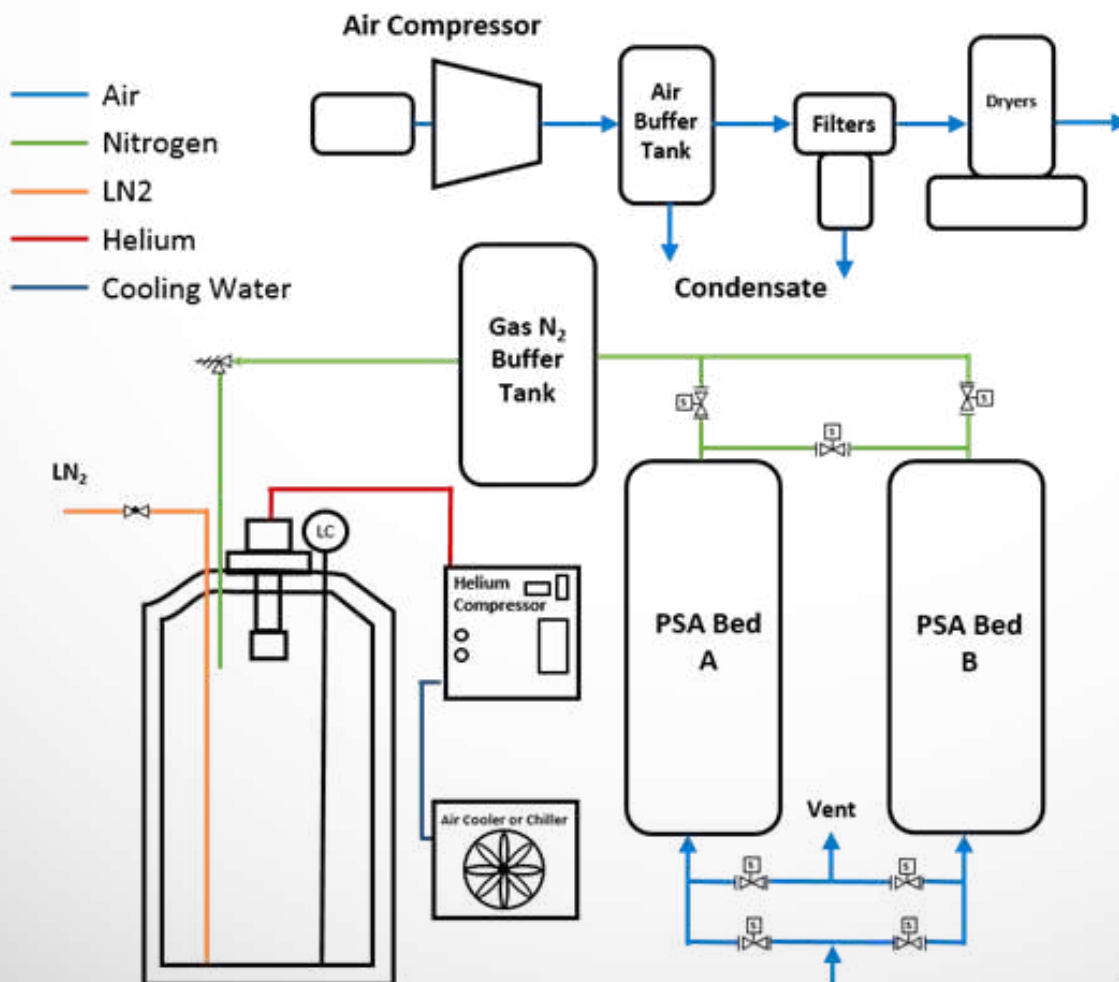 Air Compressor
Air
Nitrogen
LN2
Helium
Cooling Water
Air
Buffer
Tank
Filters
Dryers
Condensate
Gas N₂
Buffer
Tank
S
S
S
LN₂
LC
Helium
Compressor
PSA Bed
A
PSA Bed
B
Air Cooler or Chiller
Vent
S
S
S
S